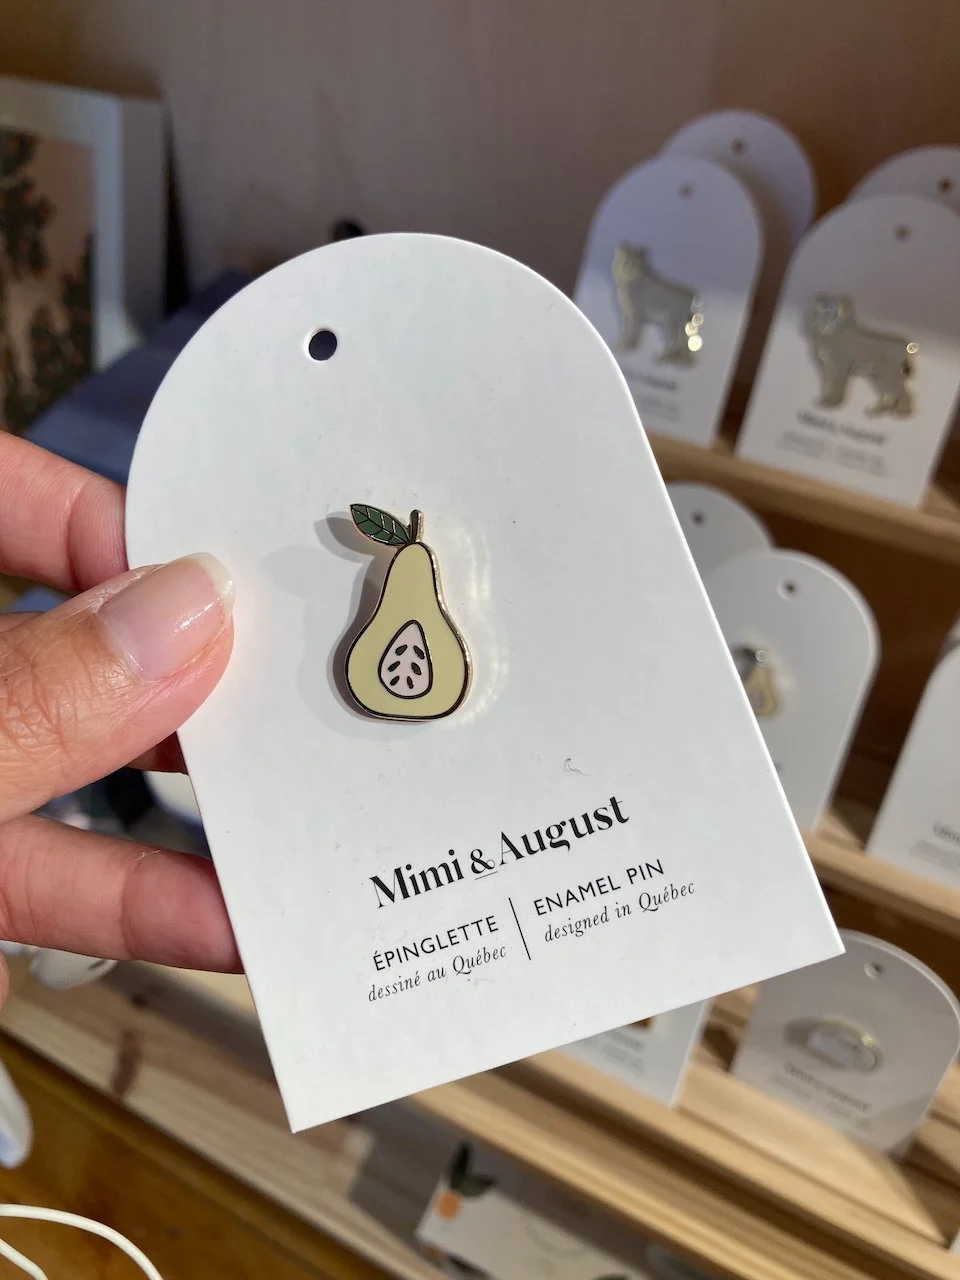 Mimi & August
ÉPINGLETTE
dessiné au Québec
ENAMEL PIN
designed in Québec